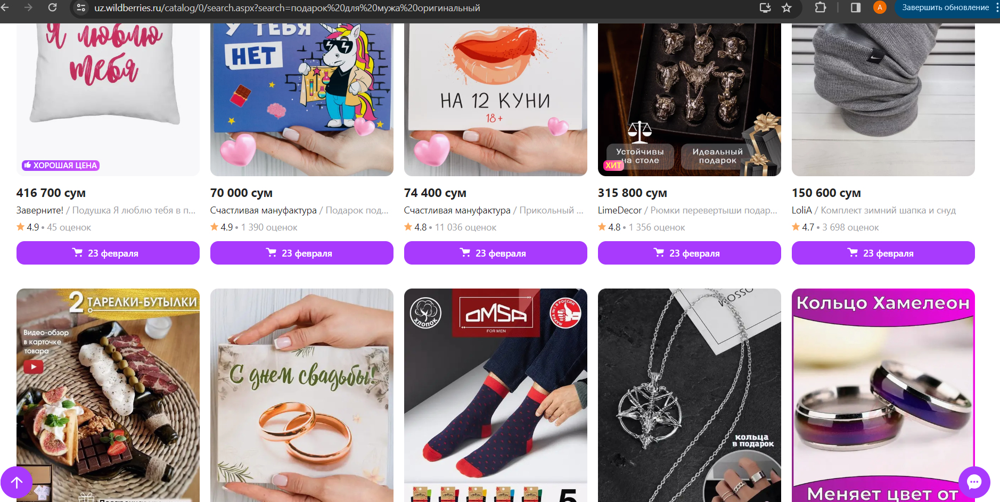 uz.wildberries.ru/catalog/0/search.aspx?search=подарок%20для%20мужа%20оригинальный
A
Завершить обновление
Я люблю
тебя
ХОРОШАЯ ЦЕНА
416 700 сум
Заверните! / Подушка Я люблю тебя в п...
4.9 • 45 оценок
23 февраля
У ТЕБЯ
НЕТ
70 000 сум
Счастливая мануфактура / Подарок под...
4.9 • 1 390 оценок
23 февраля
НА 12 КУНИ
18+
74 400 сум
Счастливая мануфактура / Прикольный ...
4.8 • 11 036 оценок
23 февраля
Устойчивы
на столе
Идеальный
подарок
ХИТ
315 800 сум
LimeDecor / Рюмки перевертыши подар...
4.8 • 1 356 оценок
23 февраля
150 600 сум
LoliA / Комплект зимний шапка и снуд
4.7 • 3 698 оценок
23 февраля
2 ТАРЕЛКИ-БУТЫЛКИ
Видео-обзор
в карточке
товара
С днем свадьбы!
ХЛОПОК
OMSA
FOR MEN
МАРКА №1 В РОССИИ
5
кольца
в подарок
Кольцо Хамелеон
Меняет цвет от